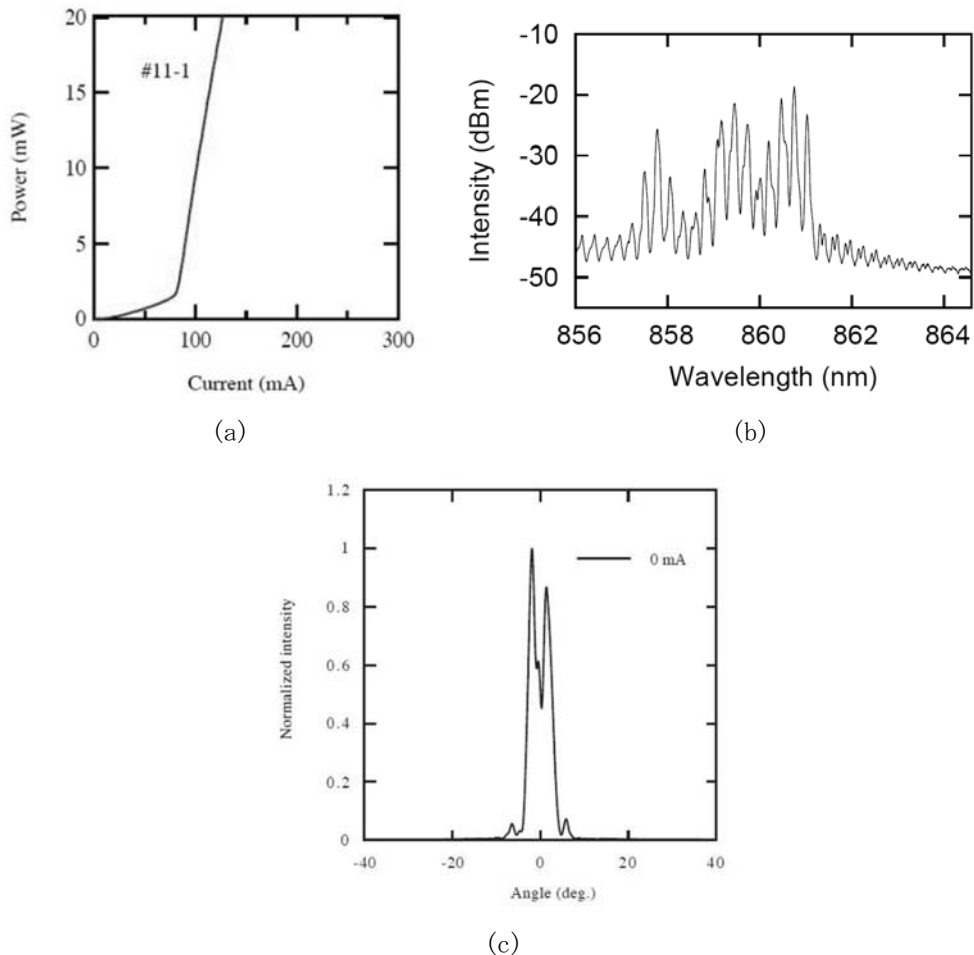 20
15
10
5
0
#11-1
Power (mW)
0 100 200 300
Current (mA)
(a)
-10
-20
-30
-40
-50
Intensity (dBm)
856 858 860 862 864
Wavelength (nm)
(b)
1.2
1
0.8
0.6
0.4
0.2
0
Normalized intensity
0 mA
-40 -20 0 20 40
Angle (deg.)
(c)